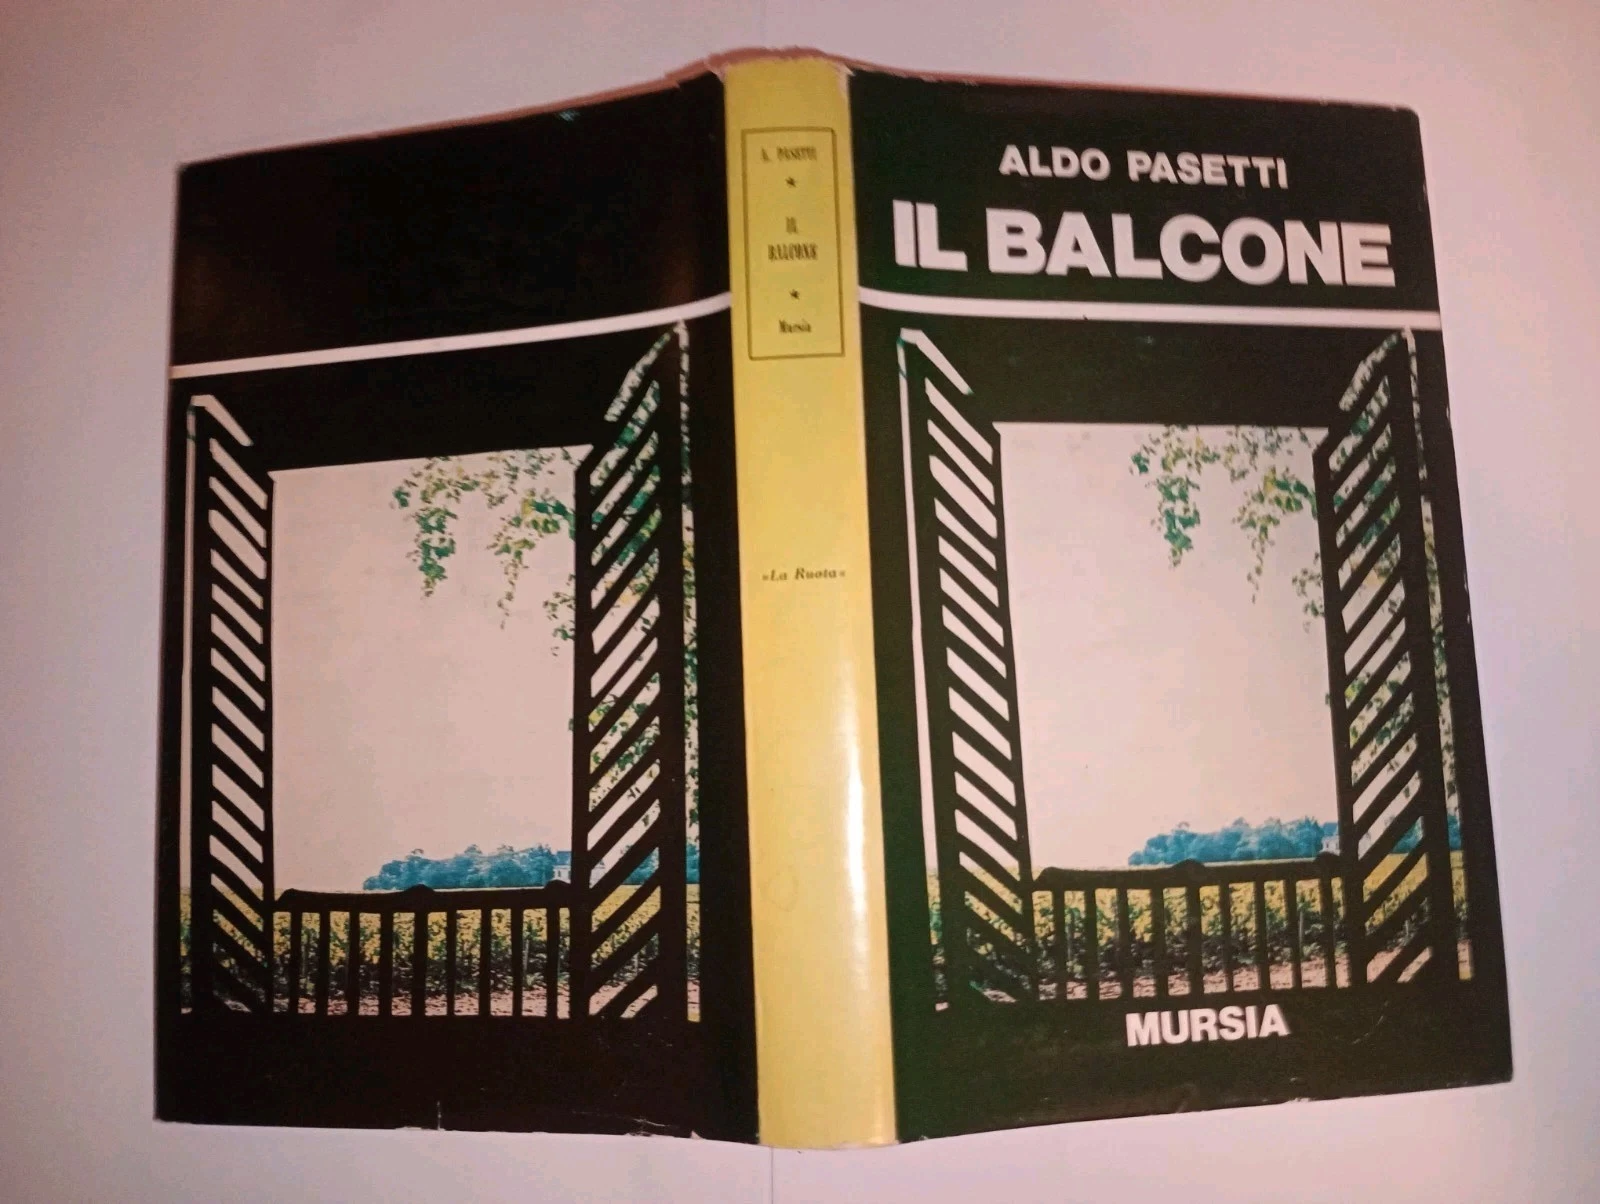 A. PASETTI
★
IL
BALCONE
★
Mursia
»La Ruota«
ALDO PASETTI
IL BALCONE
MURSIA